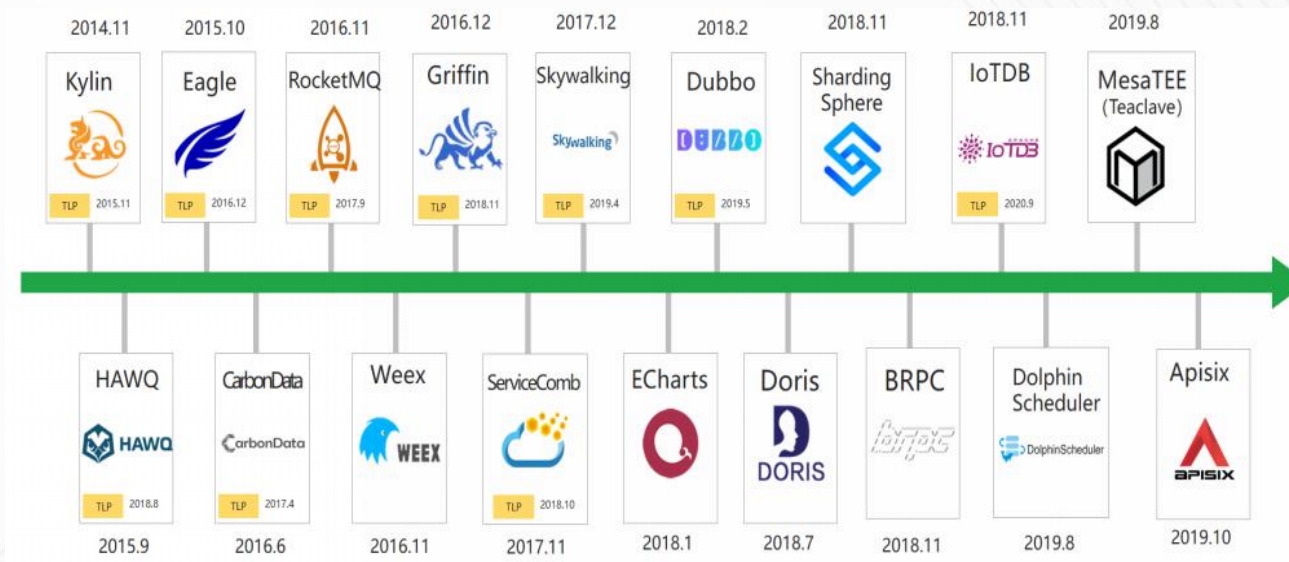 2014.11
2015.10
2016.11
2016.12
2017.12
2018.2
2018.11
2018.11
2019.8
Kylin
TLP 2015.11
Eagle
TLP 2016.12
RocketMQ
TLP 2017.9
Griffin
TLP 2018.11
Skywalking
Skywalking
TLP 2019.4
Dubbo
DUBBO
TLP 2019.5
Sharding
Sphere
IoTDB
IoTDB
TLP 2020.9
MesaTEE
(Teaclave)
HAWQ
HAWQ
TLP 2018.8
CarbonData
CarbonData
TLP 2017.4
Weex
WEEX
ServiceComb
TLP 2018.10
ECharts
Doris
DORIS
BRPC
brpc
Dolphin
Scheduler
DolphinScheduler
Apisix
APISIX
2015.9
2016.6
2016.11
2017.11
2018.1
2018.7
2018.11
2019.8
2019.10